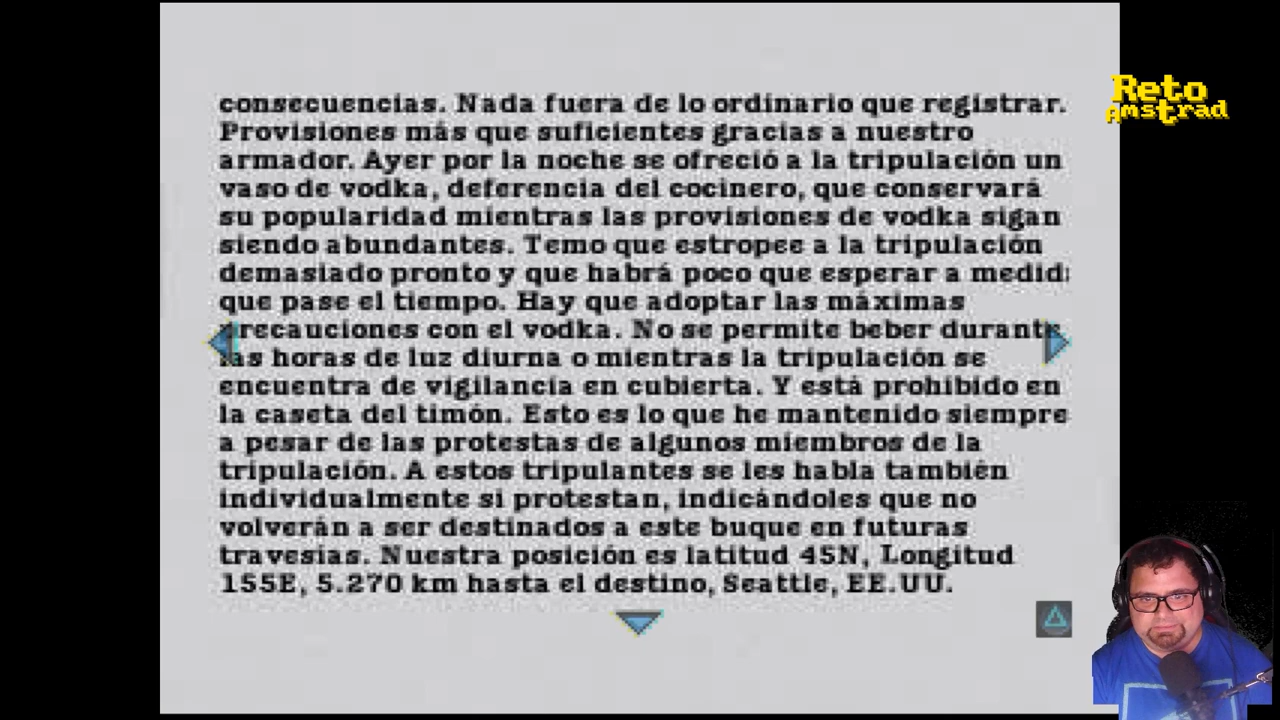 consecuencias. Nada fuera de lo ordinario que registrar.
Provisiones más que suficientes gracias a nuestro
armador. Ayer por la noche se ofreció a la tripulación un
vaso de vodka, deferencia del cocinero, que conservará
su popularidad mientras las provisiones de vodka sigan
siendo abundantes. Temo que estropee a la tripulación
demasiado pronto y que habrá poco que esperar a medida
que pase el tiempo. Hay que adoptar las máximas
precauciones con el vodka. No se permite beber durante
las horas de luz diurna o mientras la tripulación se
encuentra de vigilancia en cubierta. Y está prohibido en
la caseta del timón. Esto es lo que he mantenido siempre
a pesar de las protestas de algunos miembros de la
tripulación. A estos tripulantes se les habla también
individualmente si protestan, indicándoles que no
volverán a ser destinados a este buque en futuras
travesías. Nuestra posición es latitud 45N, Longitud
155E, 5.270 km hasta el destino, Seattle, EE.UU.
Reto
Amstrad